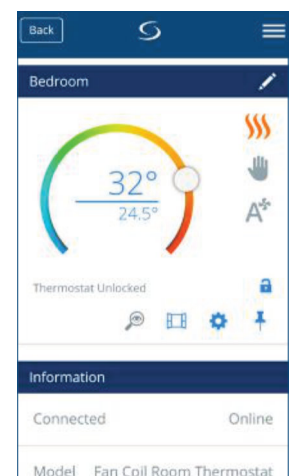 Back
Bedroom
32°
24.5°
A
Thermostat Unlocked
Information
Connected Online
Model Fan Coil Room Thermostat